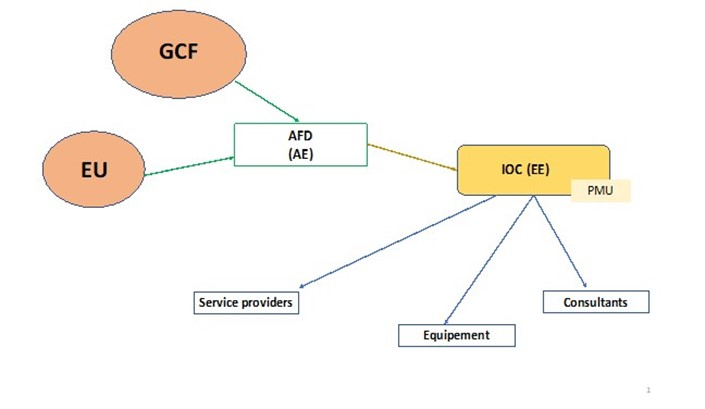 GCF
AFD
(AE)
EU
IOC (EE)
PMU
Service providers
Consultants
Equipement
1